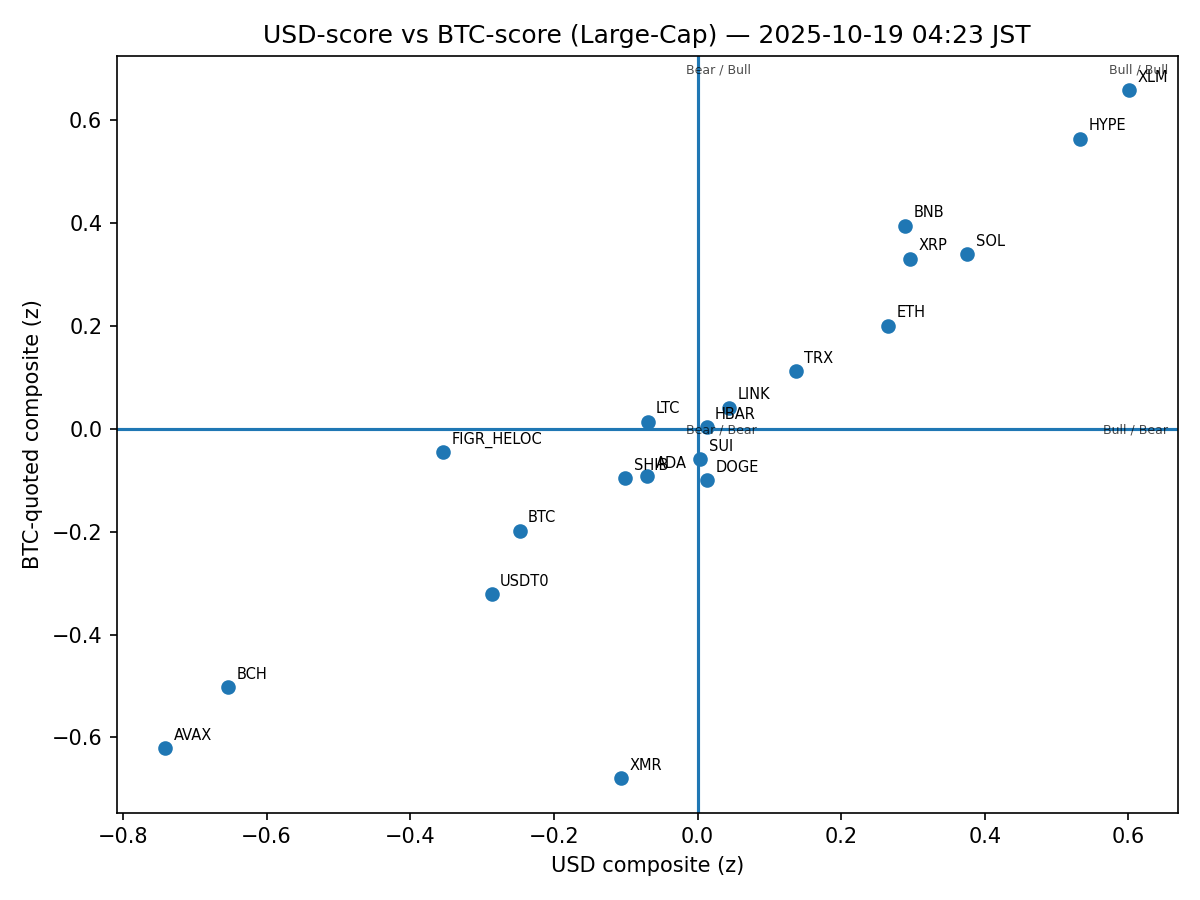 USD-score vs BTC-score (Large-Cap) — 2025-10-19 04:23 JST
Bear / Bull
Bull / Bull
XLM
HYPE
BNB
XRP
SOL
ETH
TRX
LINK
LTC
HBAR
Bear / Bear
Bull / Bear
FIGR_HELOC
SUI
SHIB
ADA
DOGE
BTC
USDT0
BCH
AVAX
XMR
0.6
0.4
0.2
0.0
−0.2
−0.4
−0.6
BTC-quoted composite (z)
−0.8
−0.6
−0.4
−0.2
0.0
0.2
0.4
0.6
USD composite (z)